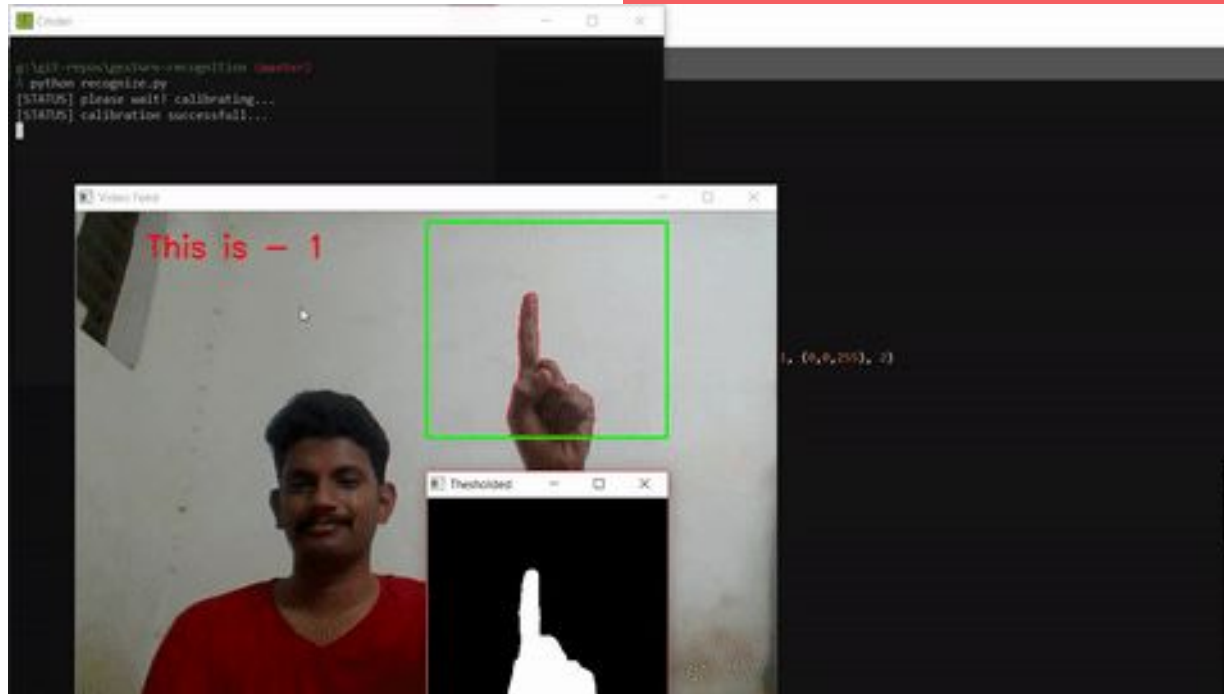 Cmder
g:\git-repos\gesture-recognition (master)
λ python recognize.py
[STATUS] please wait! calibrating...
[STATUS] calibration successfull...
Video Feed
This is - 1
1, (0,0,255), 2)
Thesholded